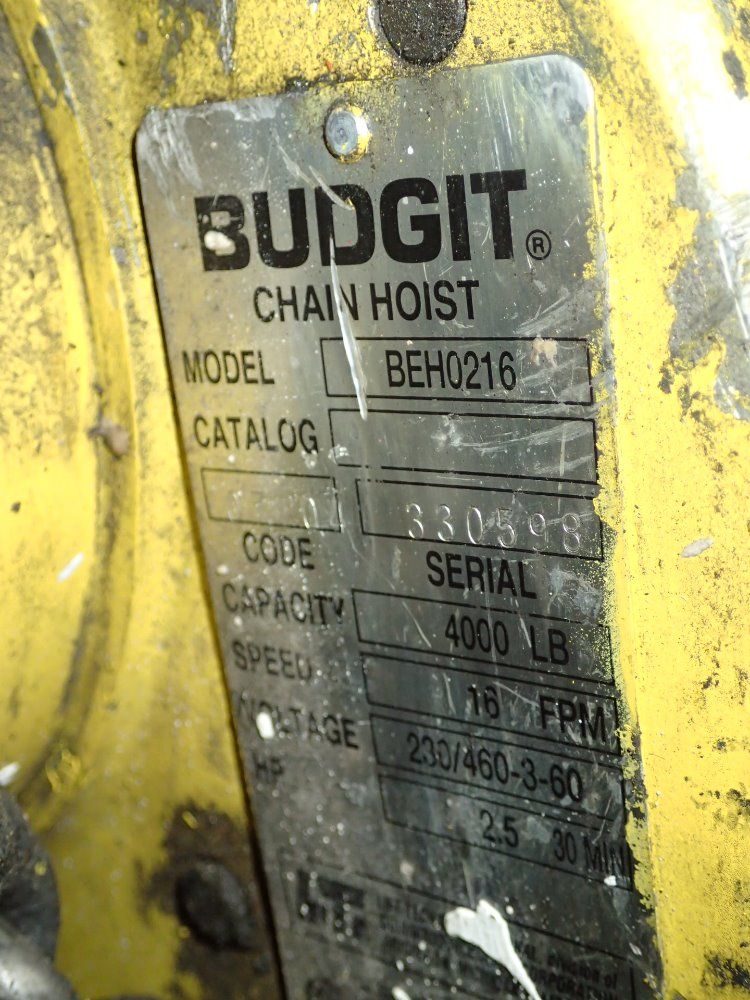 BUDGIT®
CHAIN HOIST
MODEL BEH0216
CATALOG
330598
CODE SERIAL
CAPACITY 4000 LB
SPEED 16 FPM
VOLTAGE 230/460-3-60
HP 2.5 30 MIN